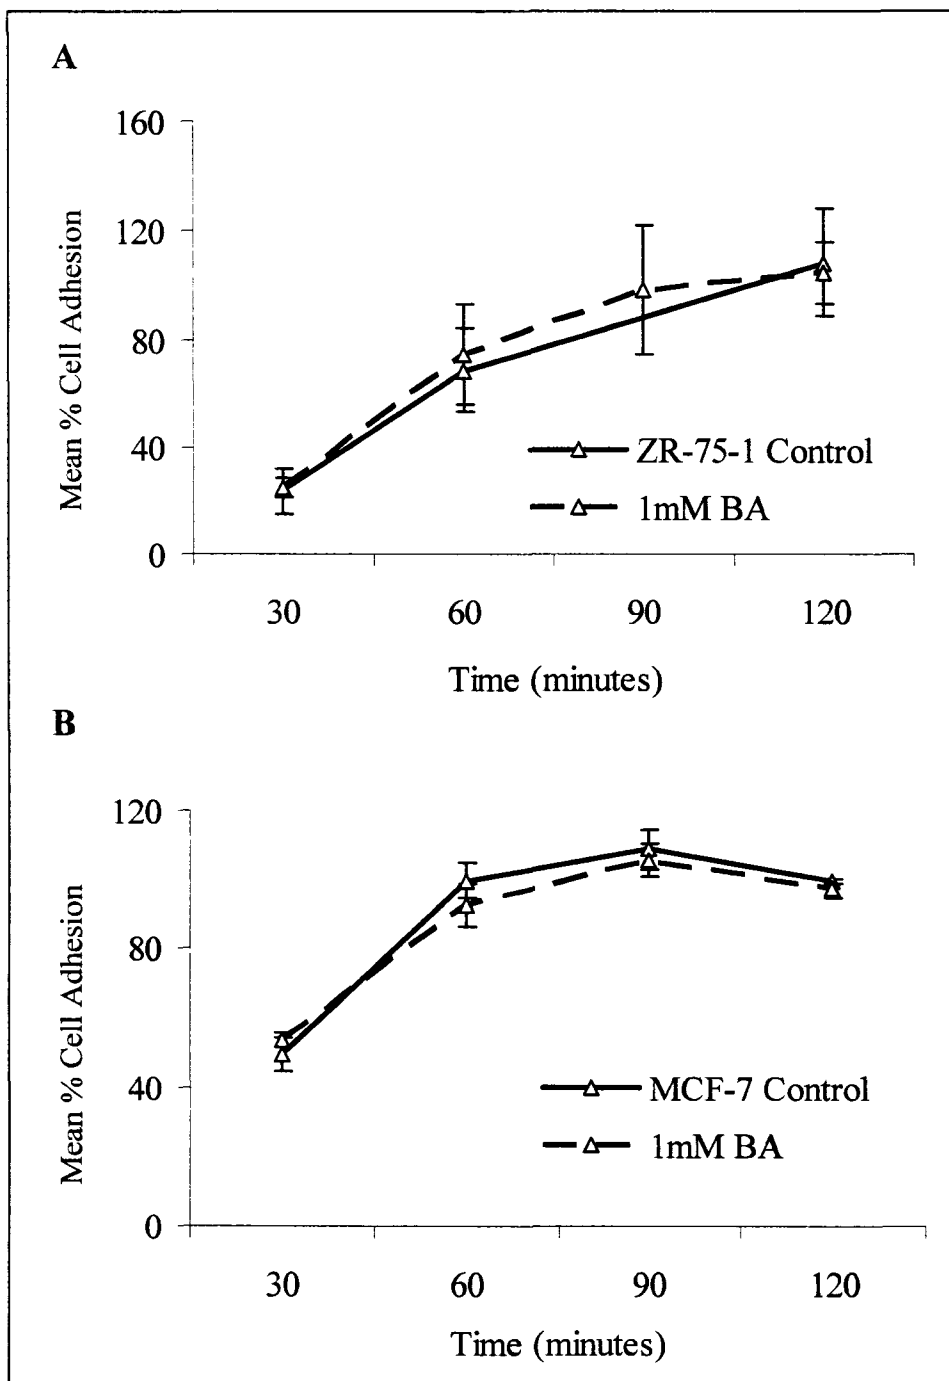 A
160
120
80
40
0
Mean % Cell Adhesion
ZR-75-1 Control
1mM BA
30 60 90 120
Time (minutes)
B
120
80
40
0
Mean % Cell Adhesion
MCF-7 Control
1mM BA
30 60 90 120
Time (minutes)